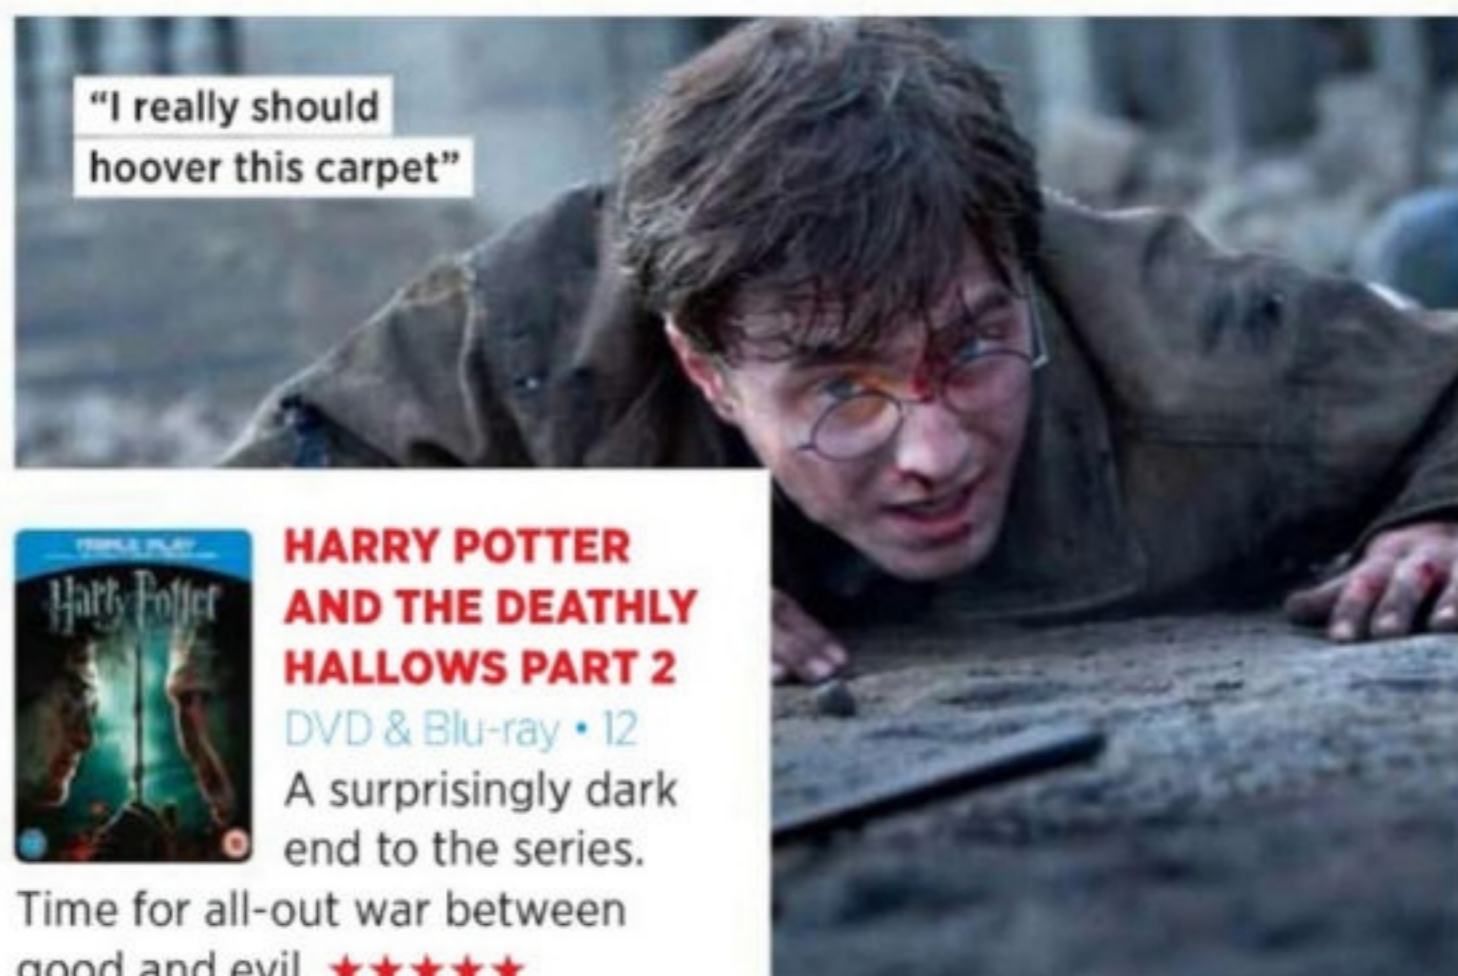 “I really should
hoover this carpet”
Harry Potter
HARRY POTTER
AND THE DEATHLY
HALLOWS PART 2
DVD & Blu-ray • 12
A surprisingly dark
end to the series.
Time for all-out war between
good and evil ★★★★★